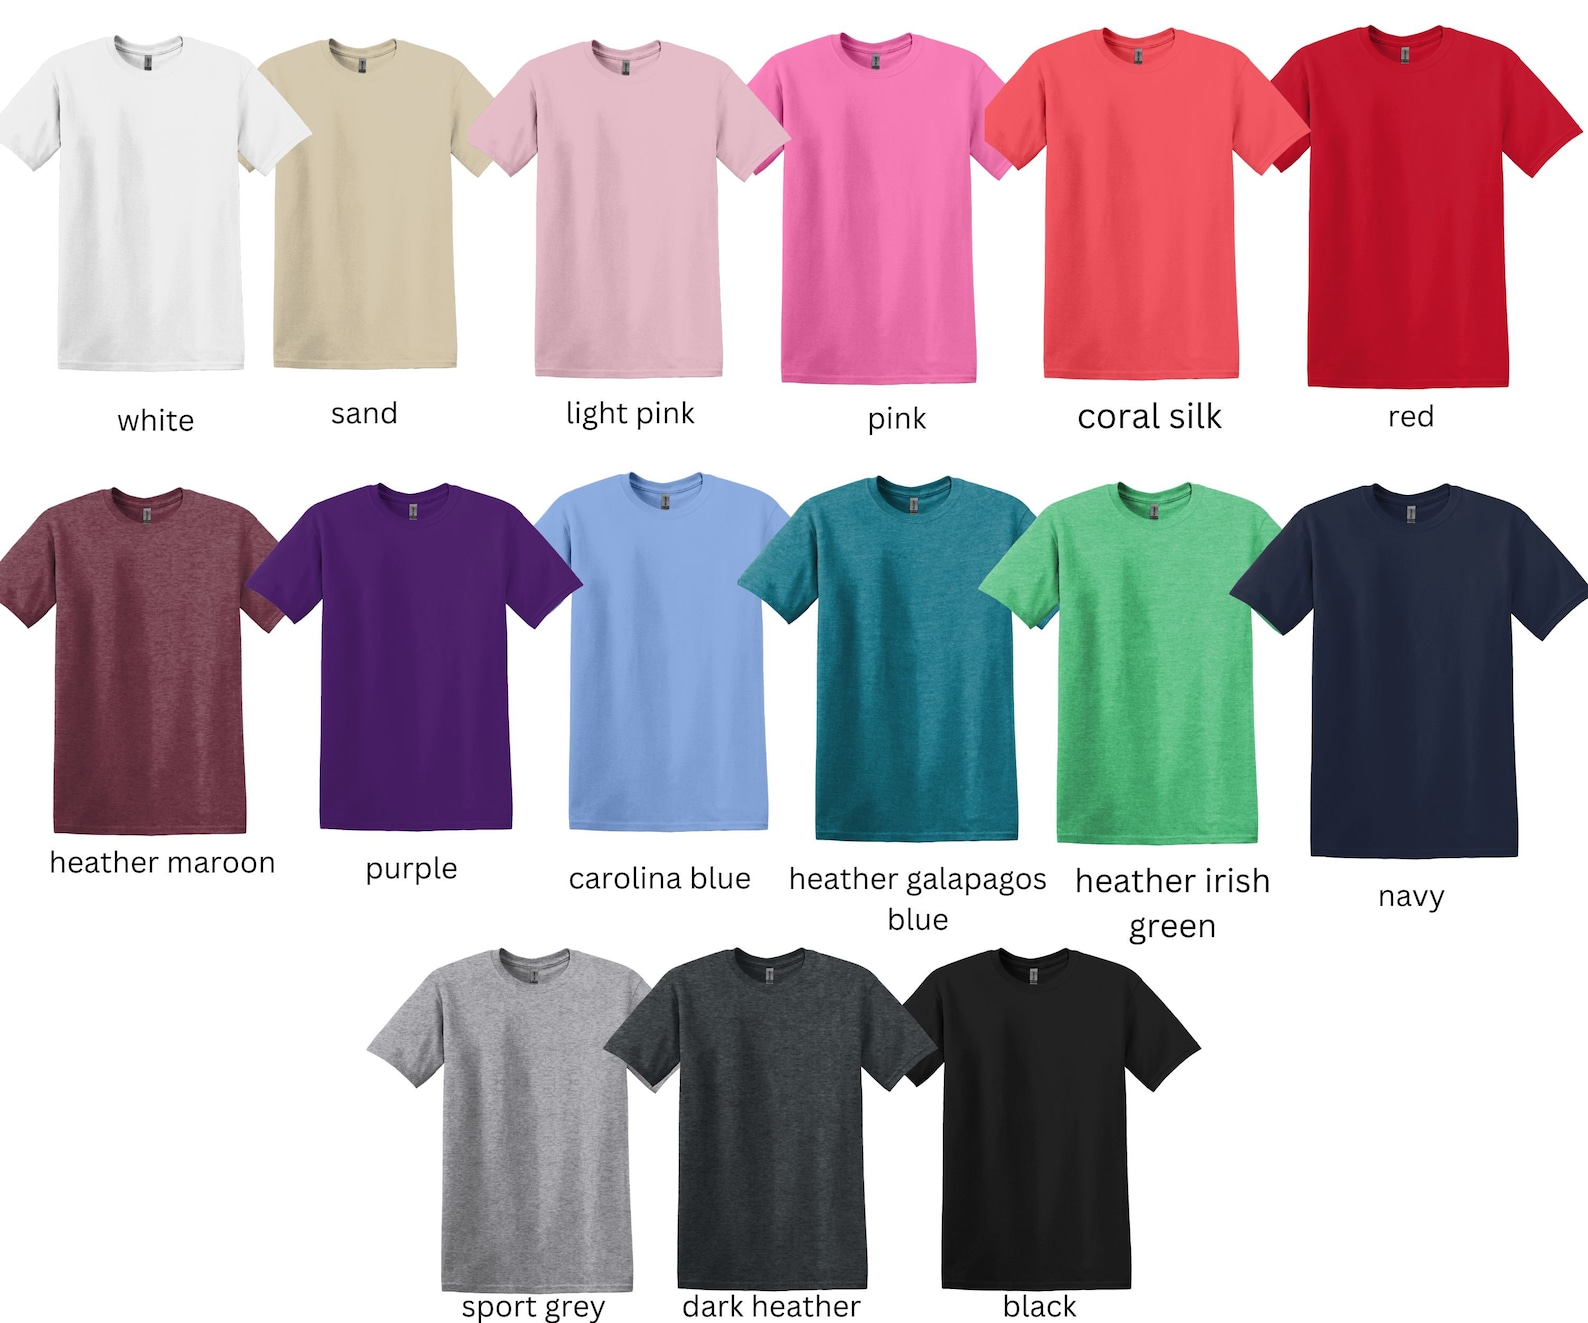 white
sand
light pink
pink
coral silk
red
heather maroon
purple
carolina blue
heather galapagos
blue
heather irish
green
navy
sport grey
dark heather
black